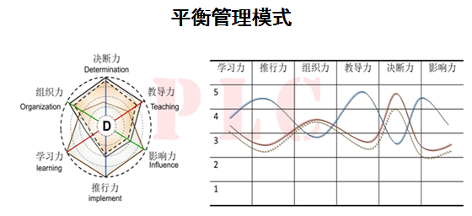 平衡管理模式
PLC
决断力
Determination
组织力
Organization
教导力
Teaching
D
学习力
learning
影响力
Influence
推行力
implement
学习力 推行力 组织力 教导力 决断力 影响力
5
4
3
2
1